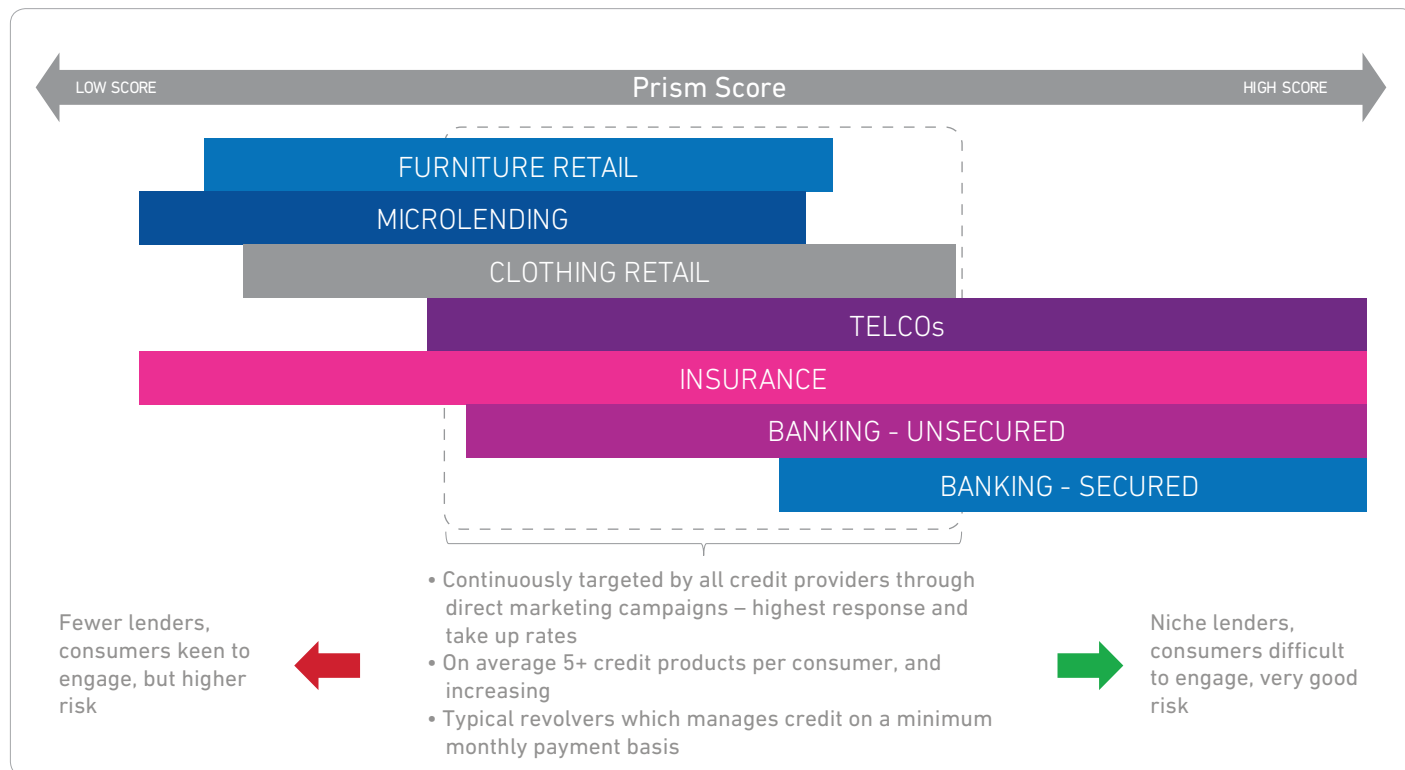 LOW SCORE
Prism Score
HIGH SCORE
FURNITURE RETAIL
MICROLENDING
CLOTHING RETAIL
TELCOs
INSURANCE
BANKING - UNSECURED
BANKING - SECURED
Fewer lenders,
consumers keen to
engage, but higher
risk
• Continuously targeted by all credit providers through
direct marketing campaigns – highest response and
take up rates
• On average 5+ credit products per consumer, and
increasing
• Typical revolvers which manages credit on a minimum
monthly payment basis
Niche lenders,
consumers difficult
to engage, very good
risk